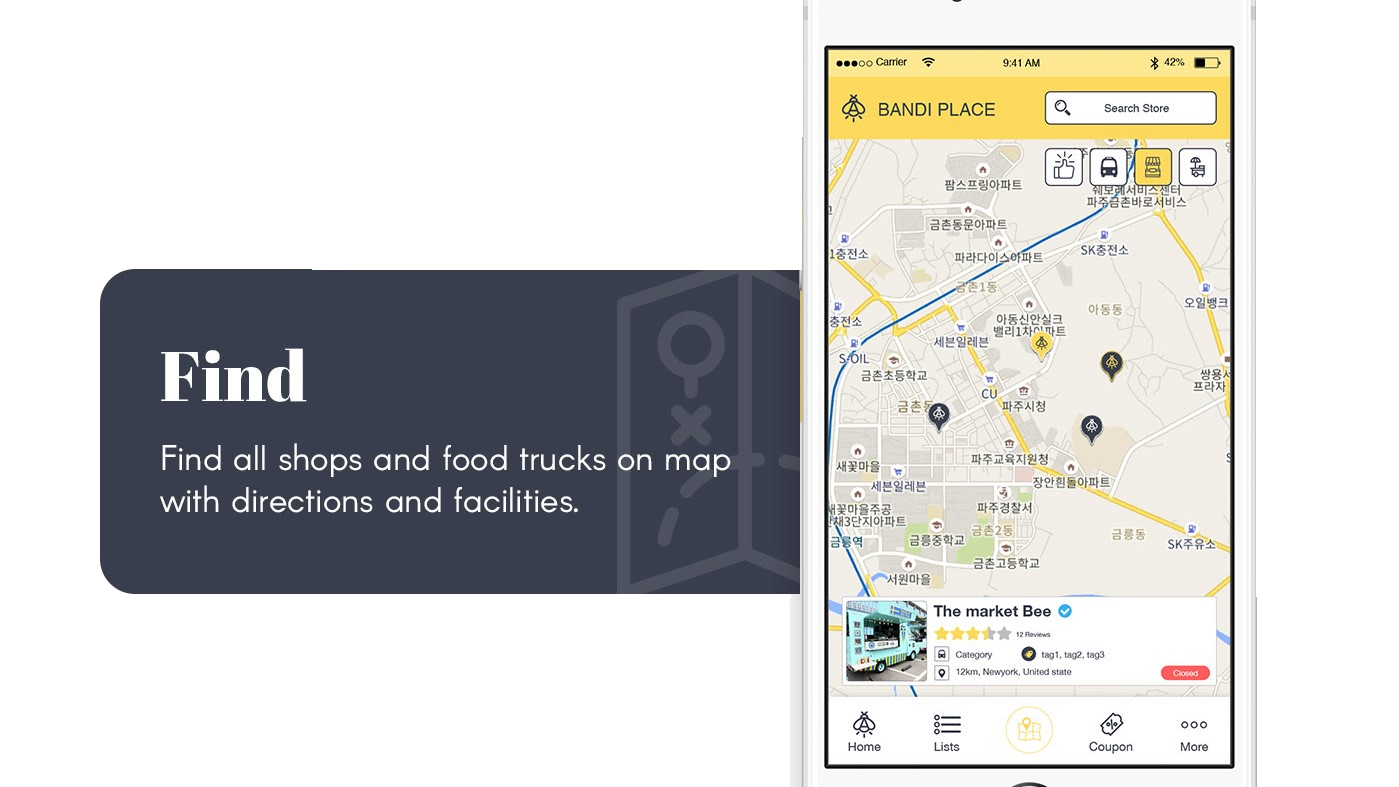 Find
Find all shops and food trucks on map
with directions and facilities.
Carrier
9:41 AM
42%
BANDI PLACE
Search Store
팜스프링아파트
쉐보레서비스센터
파주금촌바로서비스
금촌동문아파트
1충전소
파라다이스아파트
SK충전소
금촌1동
오일뱅크
아동동
충전소
아동신안실크
밸리1차아파트
세븐일레븐
S-OIL
금촌초등학교
쌍용
프라자
CU
금촌동
파주시청
새꽃마을
파주교육지원청
세븐일레븐
장안흰돌아파트
새꽃마을주공
3단지아파트
파주경찰서
금촌2동
금릉역
금릉중학교
금릉동
SK주유소
금촌고등학교
서원마을
The market Bee
12 Reviews
Category
tag1, tag2, tag3
12km, Newyork, United state
Closed
Home
Lists
Coupon
More